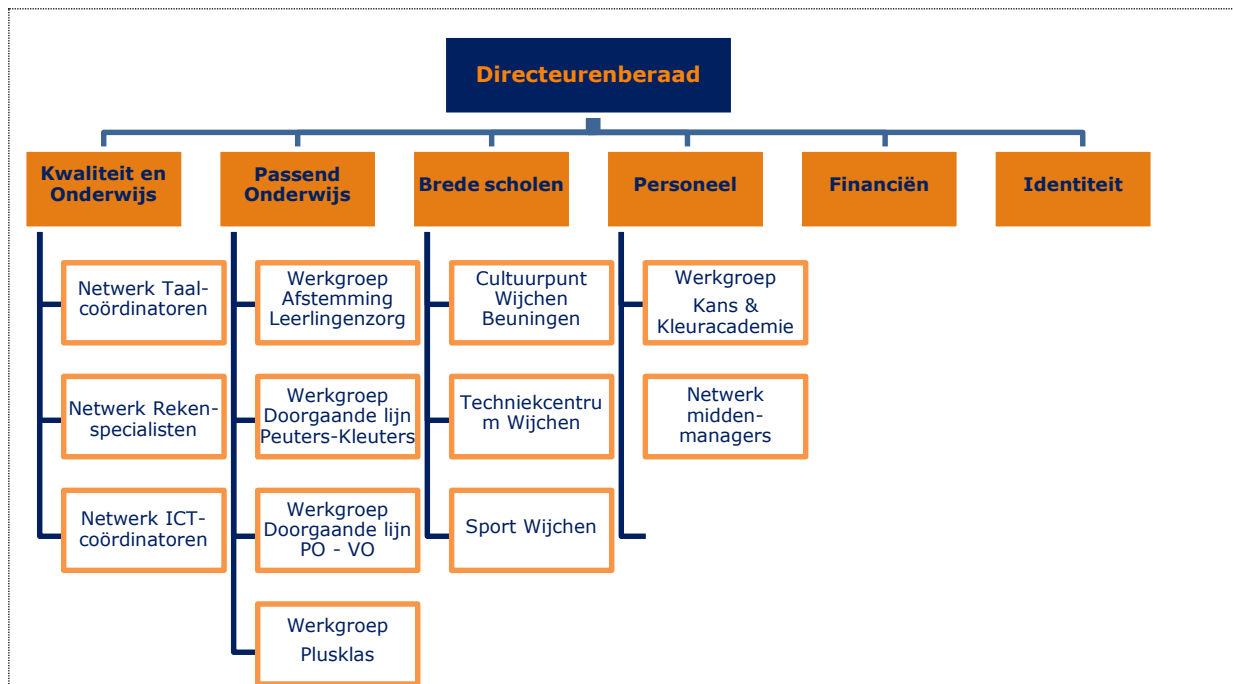 Directeurenberaad
Kwaliteit en
Onderwijs
Passend
Onderwijs
Brede scholen
Personeel
Financiën
Identiteit
Netwerk Taal-
coördinatoren
Netwerk Reken-
specialisten
Netwerk ICT-
coördinatoren
Werkgroep
Afstemming
Leerlingenzorg
Werkgroep
Doorgaande lijn
Peuters-Kleuters
Werkgroep
Doorgaande lijn
PO - VO
Werkgroep
Plusklas
Cultuurpunt
Wijchen
Beuningen
Techniekcentru
m Wijchen
Sport Wijchen
Werkgroep
Kans &
Kleuracademie
Netwerk
midden-
managers